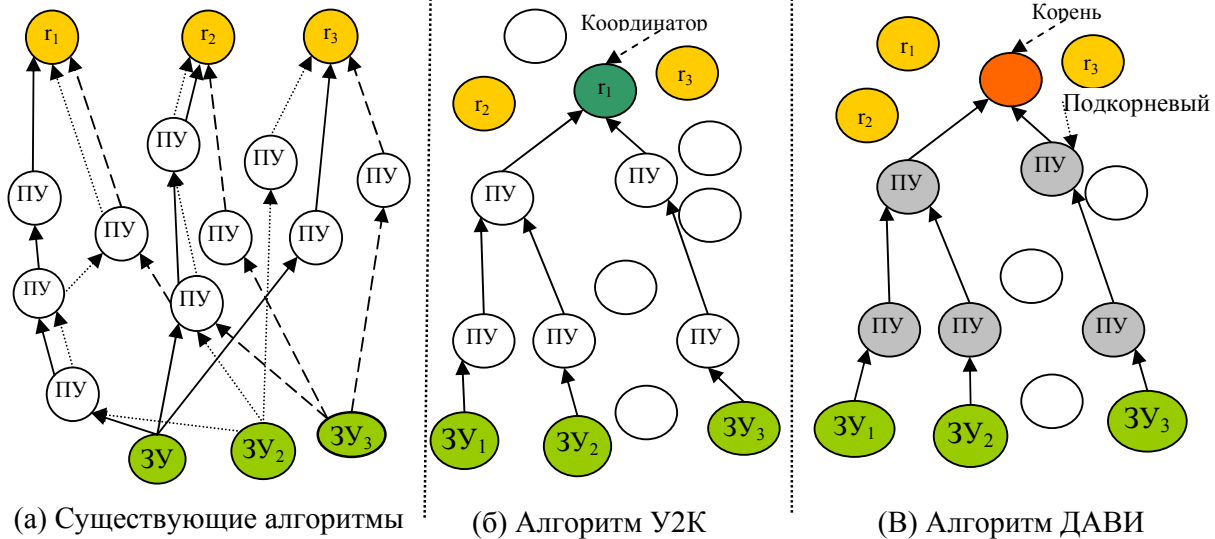 r₁
r₂
r₃
ПУ
ПУ
ПУ
ПУ
ПУ
ПУ
ПУ
ПУ
ПУ
ПУ
ЗУ
ЗУ₂
ЗУ₃
(а) Существующие алгоритмы
Координатор
r₁
r₃
r₂
ПУ
ПУ
ПУ
ПУ
ПУ
ЗУ₁
ЗУ₂
ЗУ₃
(б) Алгоритм У2К
Корень
r₁
r₃
Подкорневый
r₂
ПУ
ПУ
ПУ
ПУ
ПУ
ЗУ₁
ЗУ₂
ЗУ₃
(В) Алгоритм ДАВИ